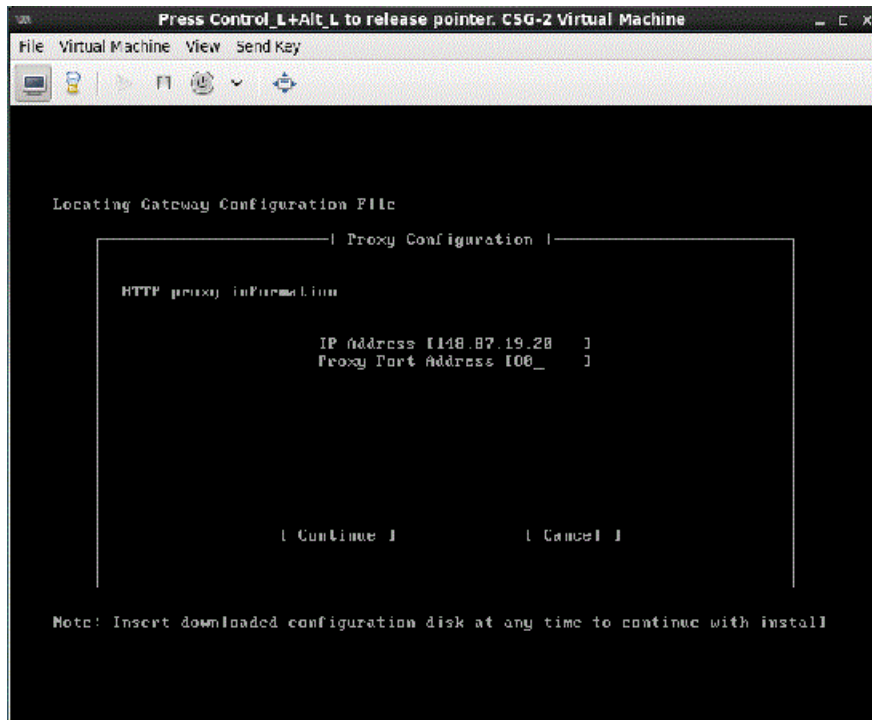 Press Control_L+Alt_L to release pointer. CSG-2 Virtual Machine
File Virtual Machine View Send Key
Locating Gateway Configuration File
Proxy Configuration
HTTP proxy information
IP Address [148.87.19.20 ]
Proxy Port Address [80_ ]
[ Continue ] [ Cancel ]
Note: Insert downloaded configuration disk at any time to continue with install